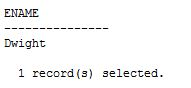 ENAME
---------------
Dwight
1 record(s) selected.